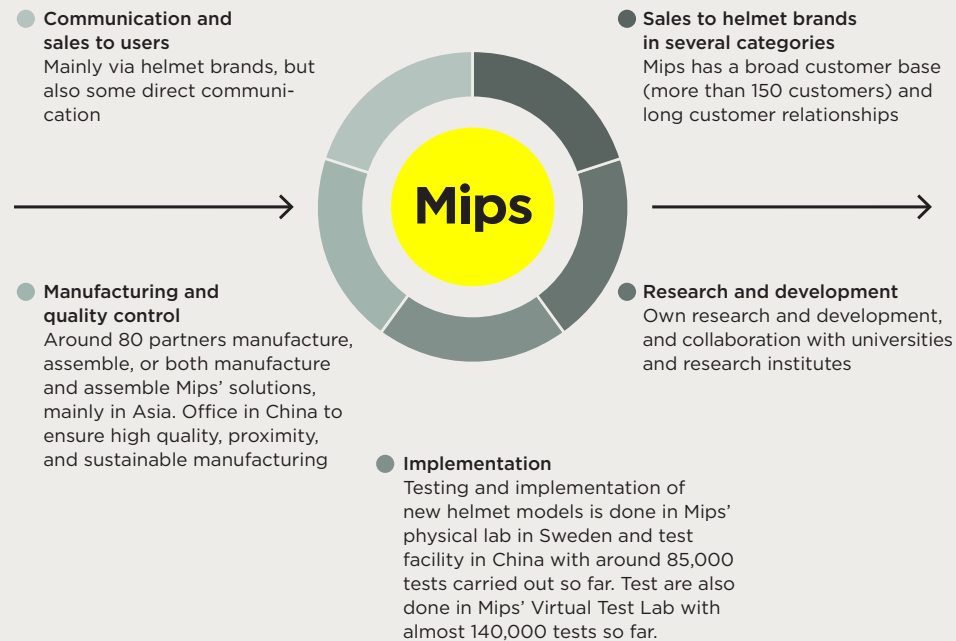 Communication and
sales to users
Mainly via helmet brands, but
also some direct communi-
cation
Sales to helmet brands
in several categories
Mips has a broad customer base
(more than 150 customers) and
long customer relationships
Mips
Manufacturing and
quality control
Around 80 partners manufacture,
assemble, or both manufacture
and assemble Mips’ solutions,
mainly in Asia. Office in China to
ensure high quality, proximity,
and sustainable manufacturing
Research and development
Own research and development,
and collaboration with universities
and research institutes
Implementation
Testing and implementation of
new helmet models is done in Mips’
physical lab in Sweden and test
facility in China with around 85,000
tests carried out so far. Test are also
done in Mips’ Virtual Test Lab with
almost 140,000 tests so far.